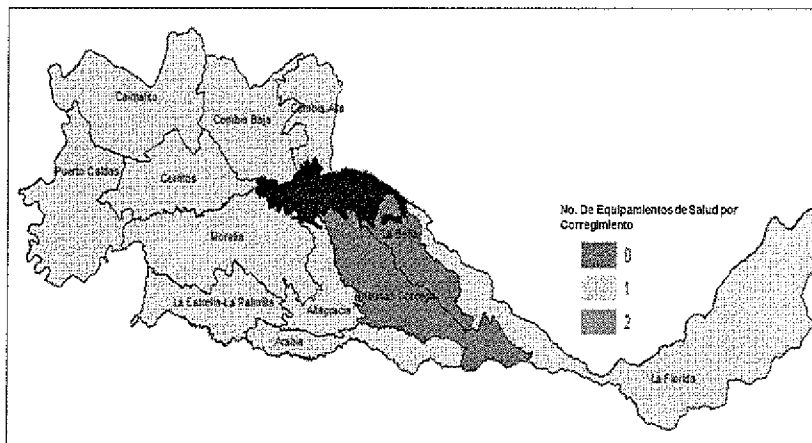 Caimalito
Combia Baja
Combia Alta
Puerto Caldas
Cerritos
No. De Equipamientos de Salud por
Corregimiento
0
Morelia
1
La Estrella-La Palmilla
Altagracia
2
Arabia
La Florida